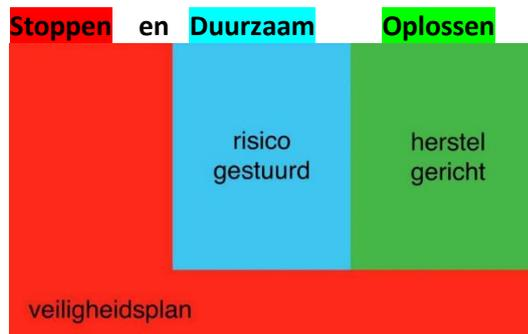 Stoppen en Duurzaam Oplossen
risico
gestuurd
herstel
gericht
veiligheidsplan